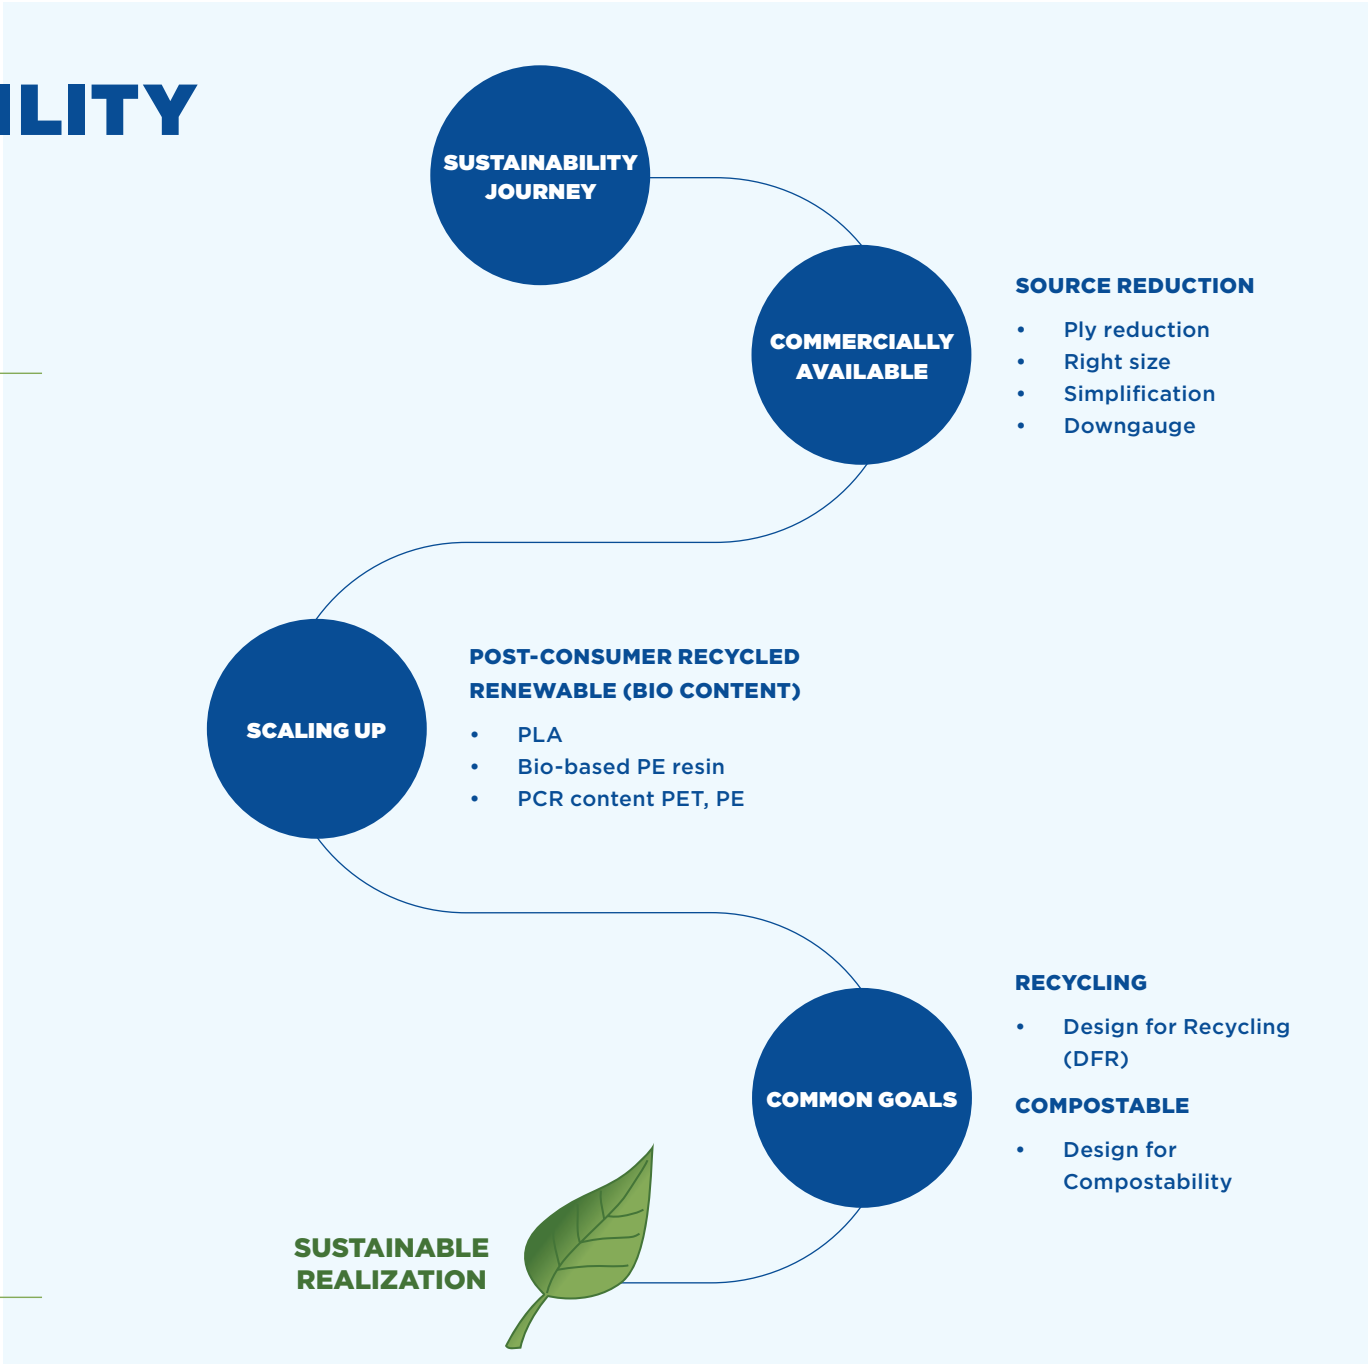 ILITY
SUSTAINABILITY
JOURNEY
COMMERCIALLY
AVAILABLE
SOURCE REDUCTION
• Ply reduction
• Right size
• Simplification
• Downgauge
SCALING UP
POST-CONSUMER RECYCLED
RENEWABLE (BIO CONTENT)
• PLA
• Bio-based PE resin
• PCR content PET, PE
COMMON GOALS
RECYCLING
• Design for Recycling
(DFR)
COMPOSTABLE
• Design for
Compostability
SUSTAINABLE
REALIZATION